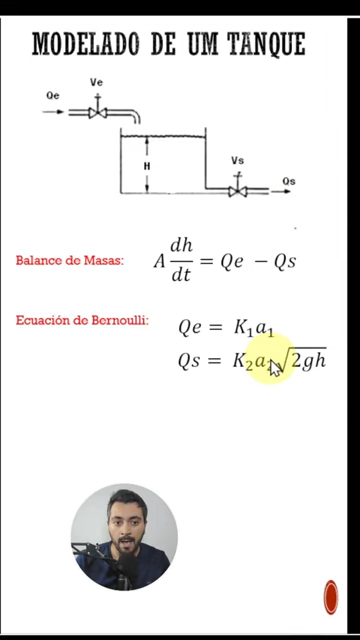 MODELADO DE UM TANQUE
Ve
Qe
H
Vs
Qs
Balance de Masas: A dh/dt = Qe − Qs
Ecuación de Bernoulli: Qe = K₁a₁
Qs = K₂a₂√2gh